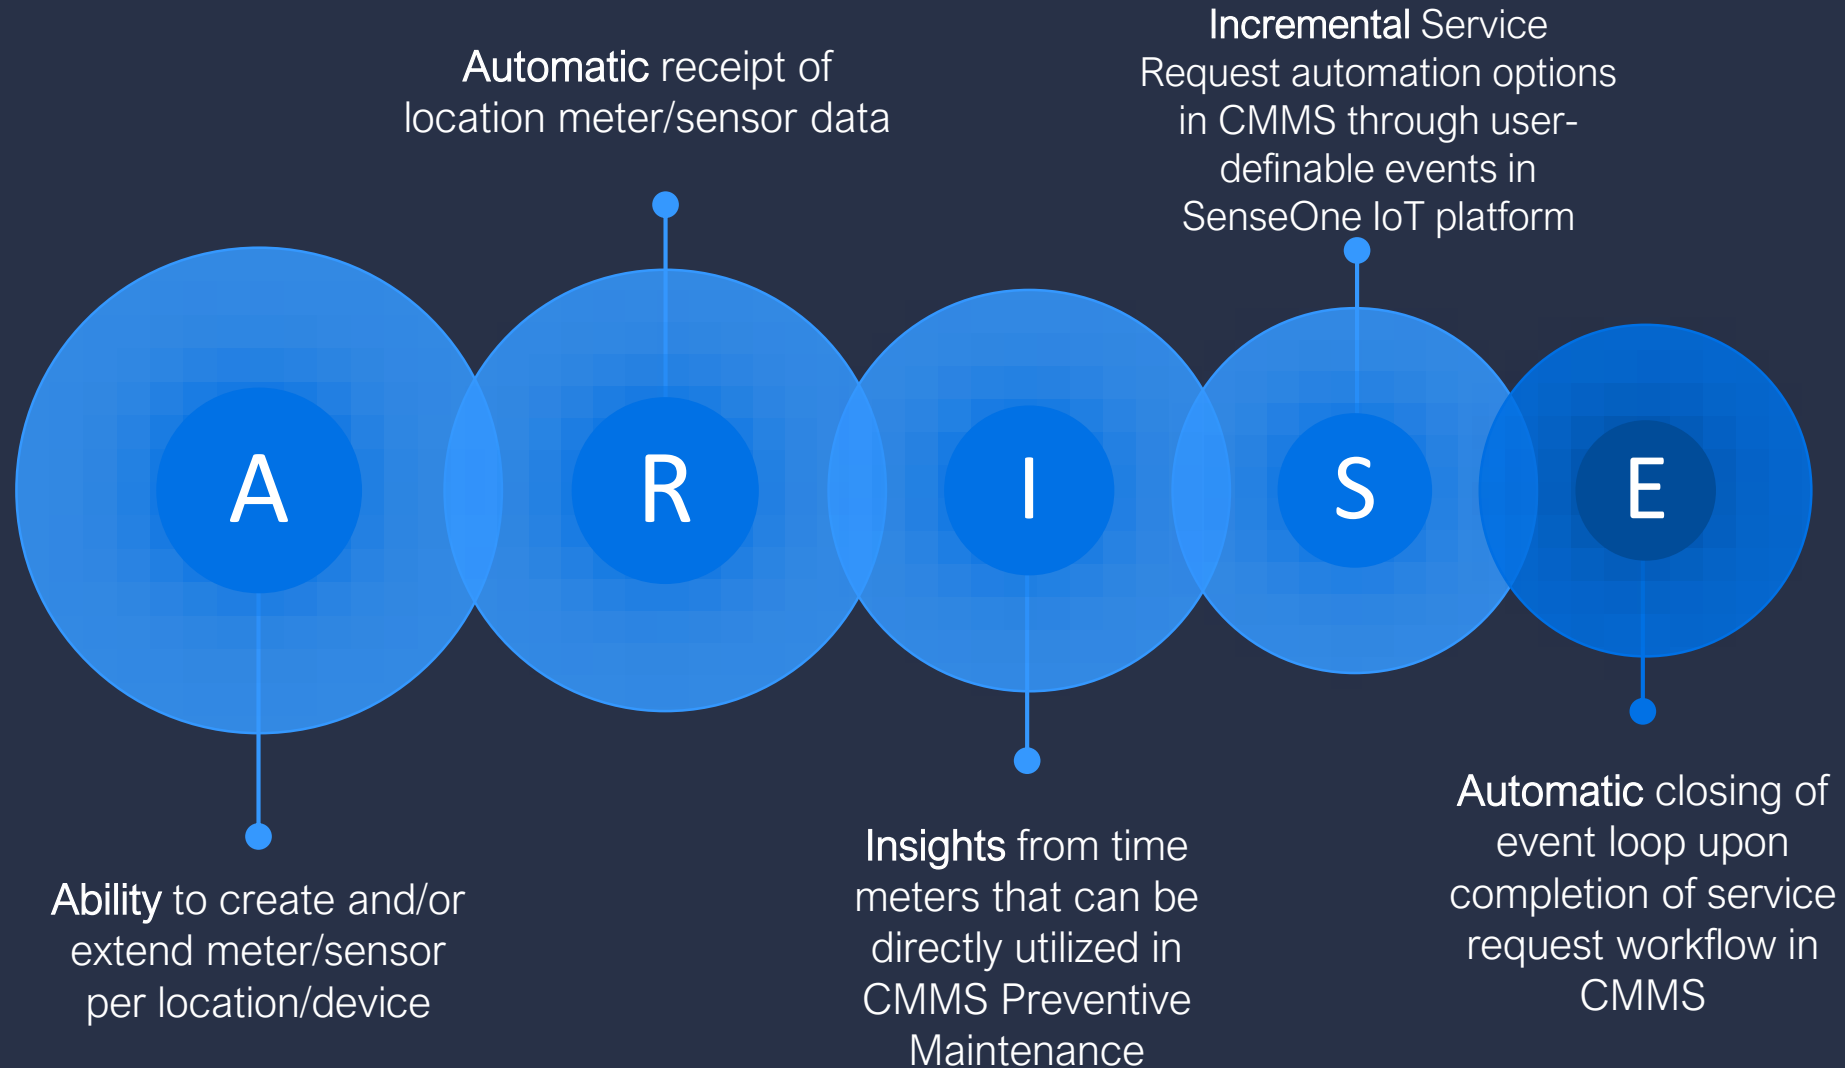 Automatic receipt of
location meter/sensor data
Incremental Service
Request automation options
in CMMS through user-
definable events in
SenseOne IoT platform
A
R
I
S
E
Ability to create and/or
extend meter/sensor
per location/device
Insights from time
meters that can be
directly utilized in
CMMS Preventive
Maintenance
Automatic closing of
event loop upon
completion of service
request workflow in
CMMS